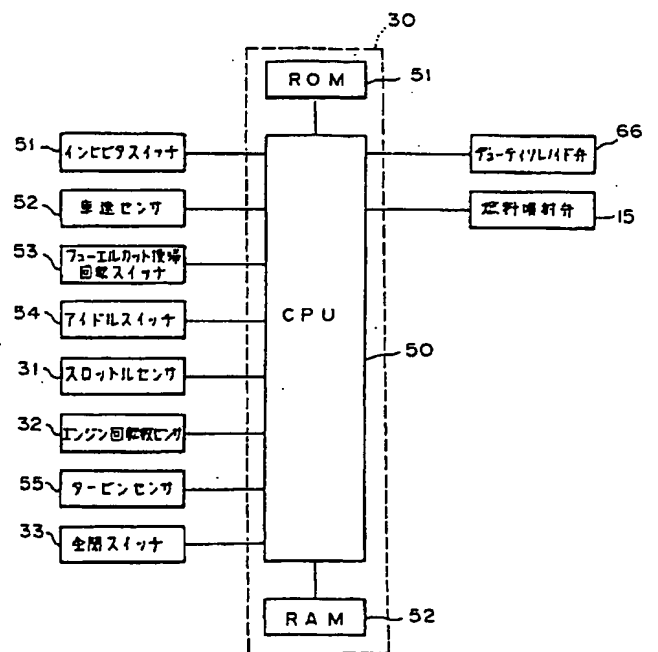 30
ROM
51
51
インヒビタスイッチ
デューティソレノイド弁
66
52
車速センサ
燃料噴射弁
15
53
フューエルカット復帰
回転スイッチ
CPU
54
アイドルスイッチ
50
31
スロットルセンサ
32
エンジン回転数センサ
55
タービンセンサ
33
全閉スイッチ
RAM
52